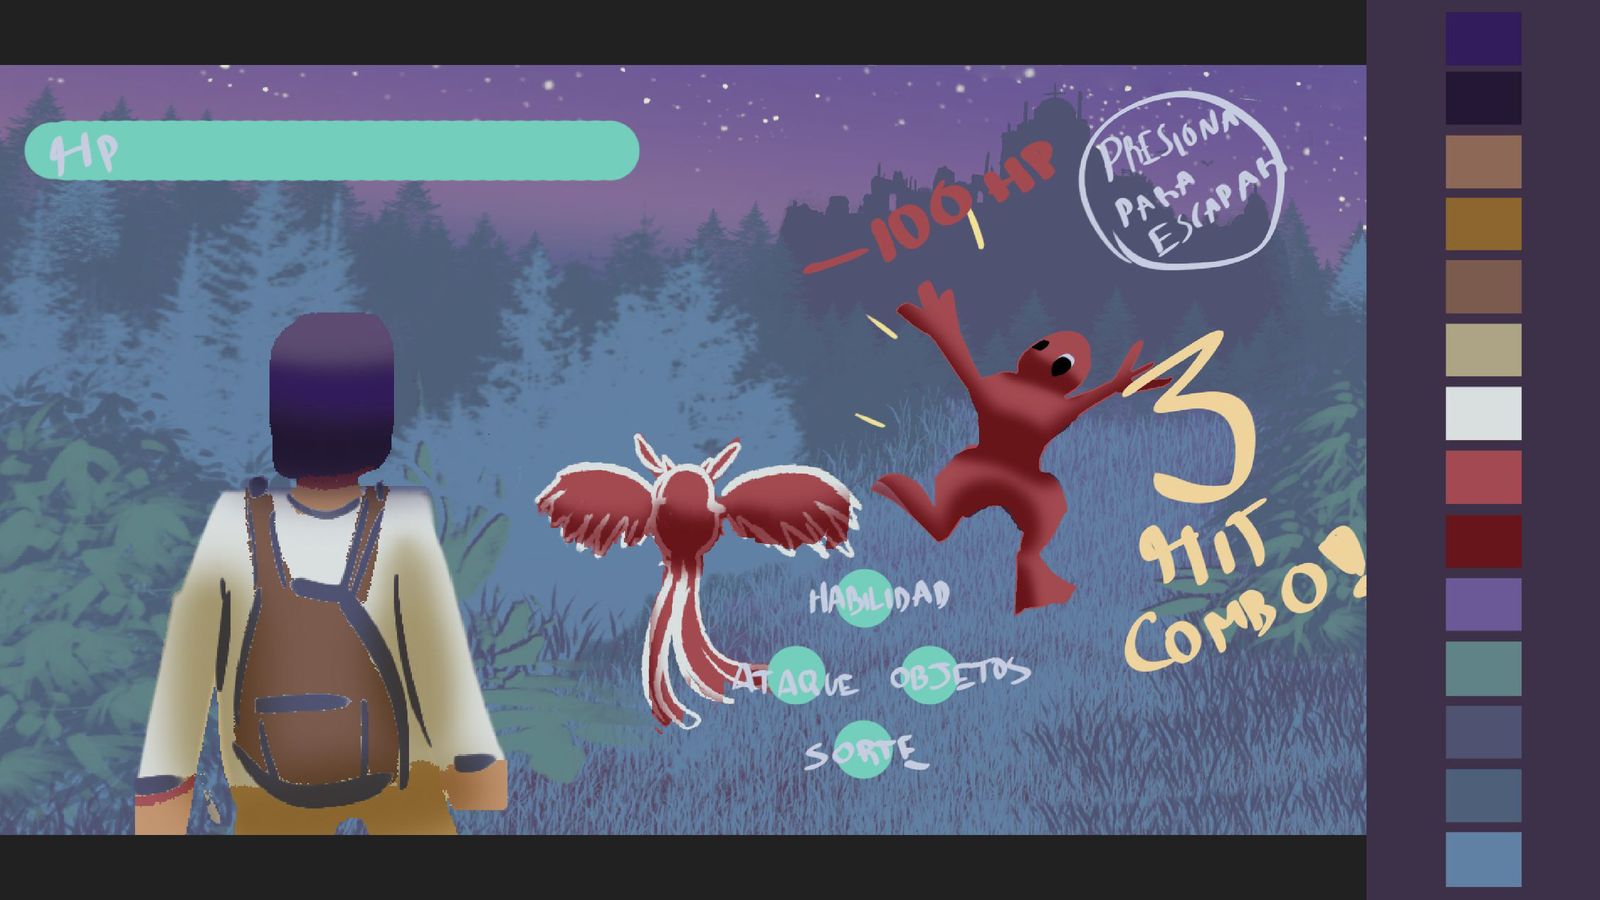 Hp
-100 HP
PRESIONA
PARA
ESCAPAR
3
HIT
COMBO!
HABILIDAD
ATAQUE OBJETOS
SORTE